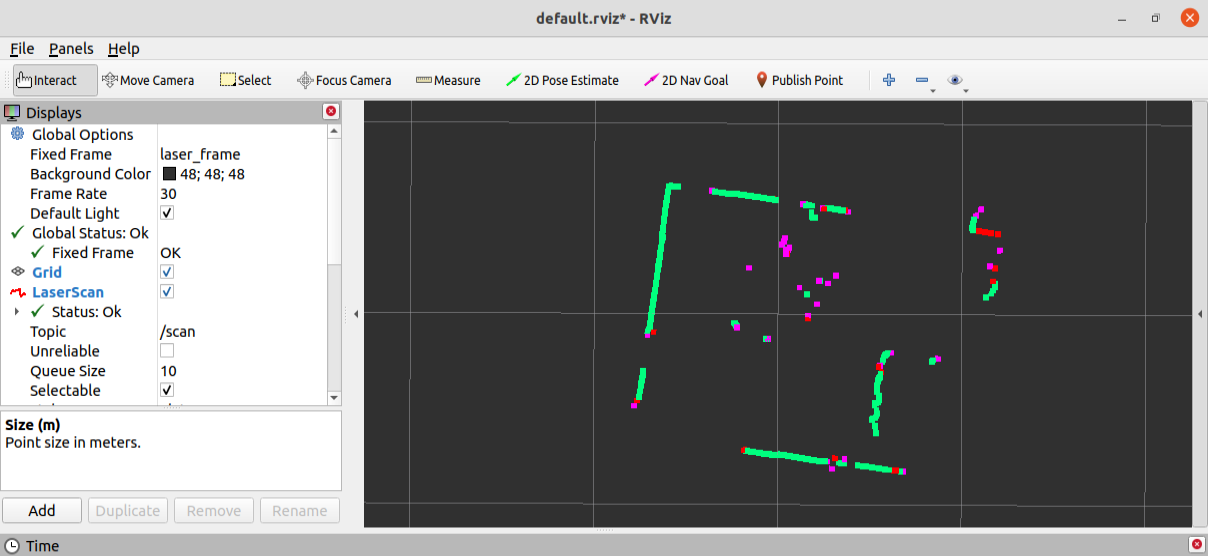 default.rviz* - RViz
File Panels Help
Interact Move Camera Select Focus Camera Measure 2D Pose Estimate 2D Nav Goal Publish Point
Displays
Global Options
Fixed Frame laser_frame
Background Color 48; 48; 48
Frame Rate 30
Default Light
Global Status: Ok
Fixed Frame OK
Grid
LaserScan
Status: Ok
Topic /scan
Unreliable
Queue Size 10
Selectable
Size (m)
Point size in meters.
Add Duplicate Remove Rename
Time